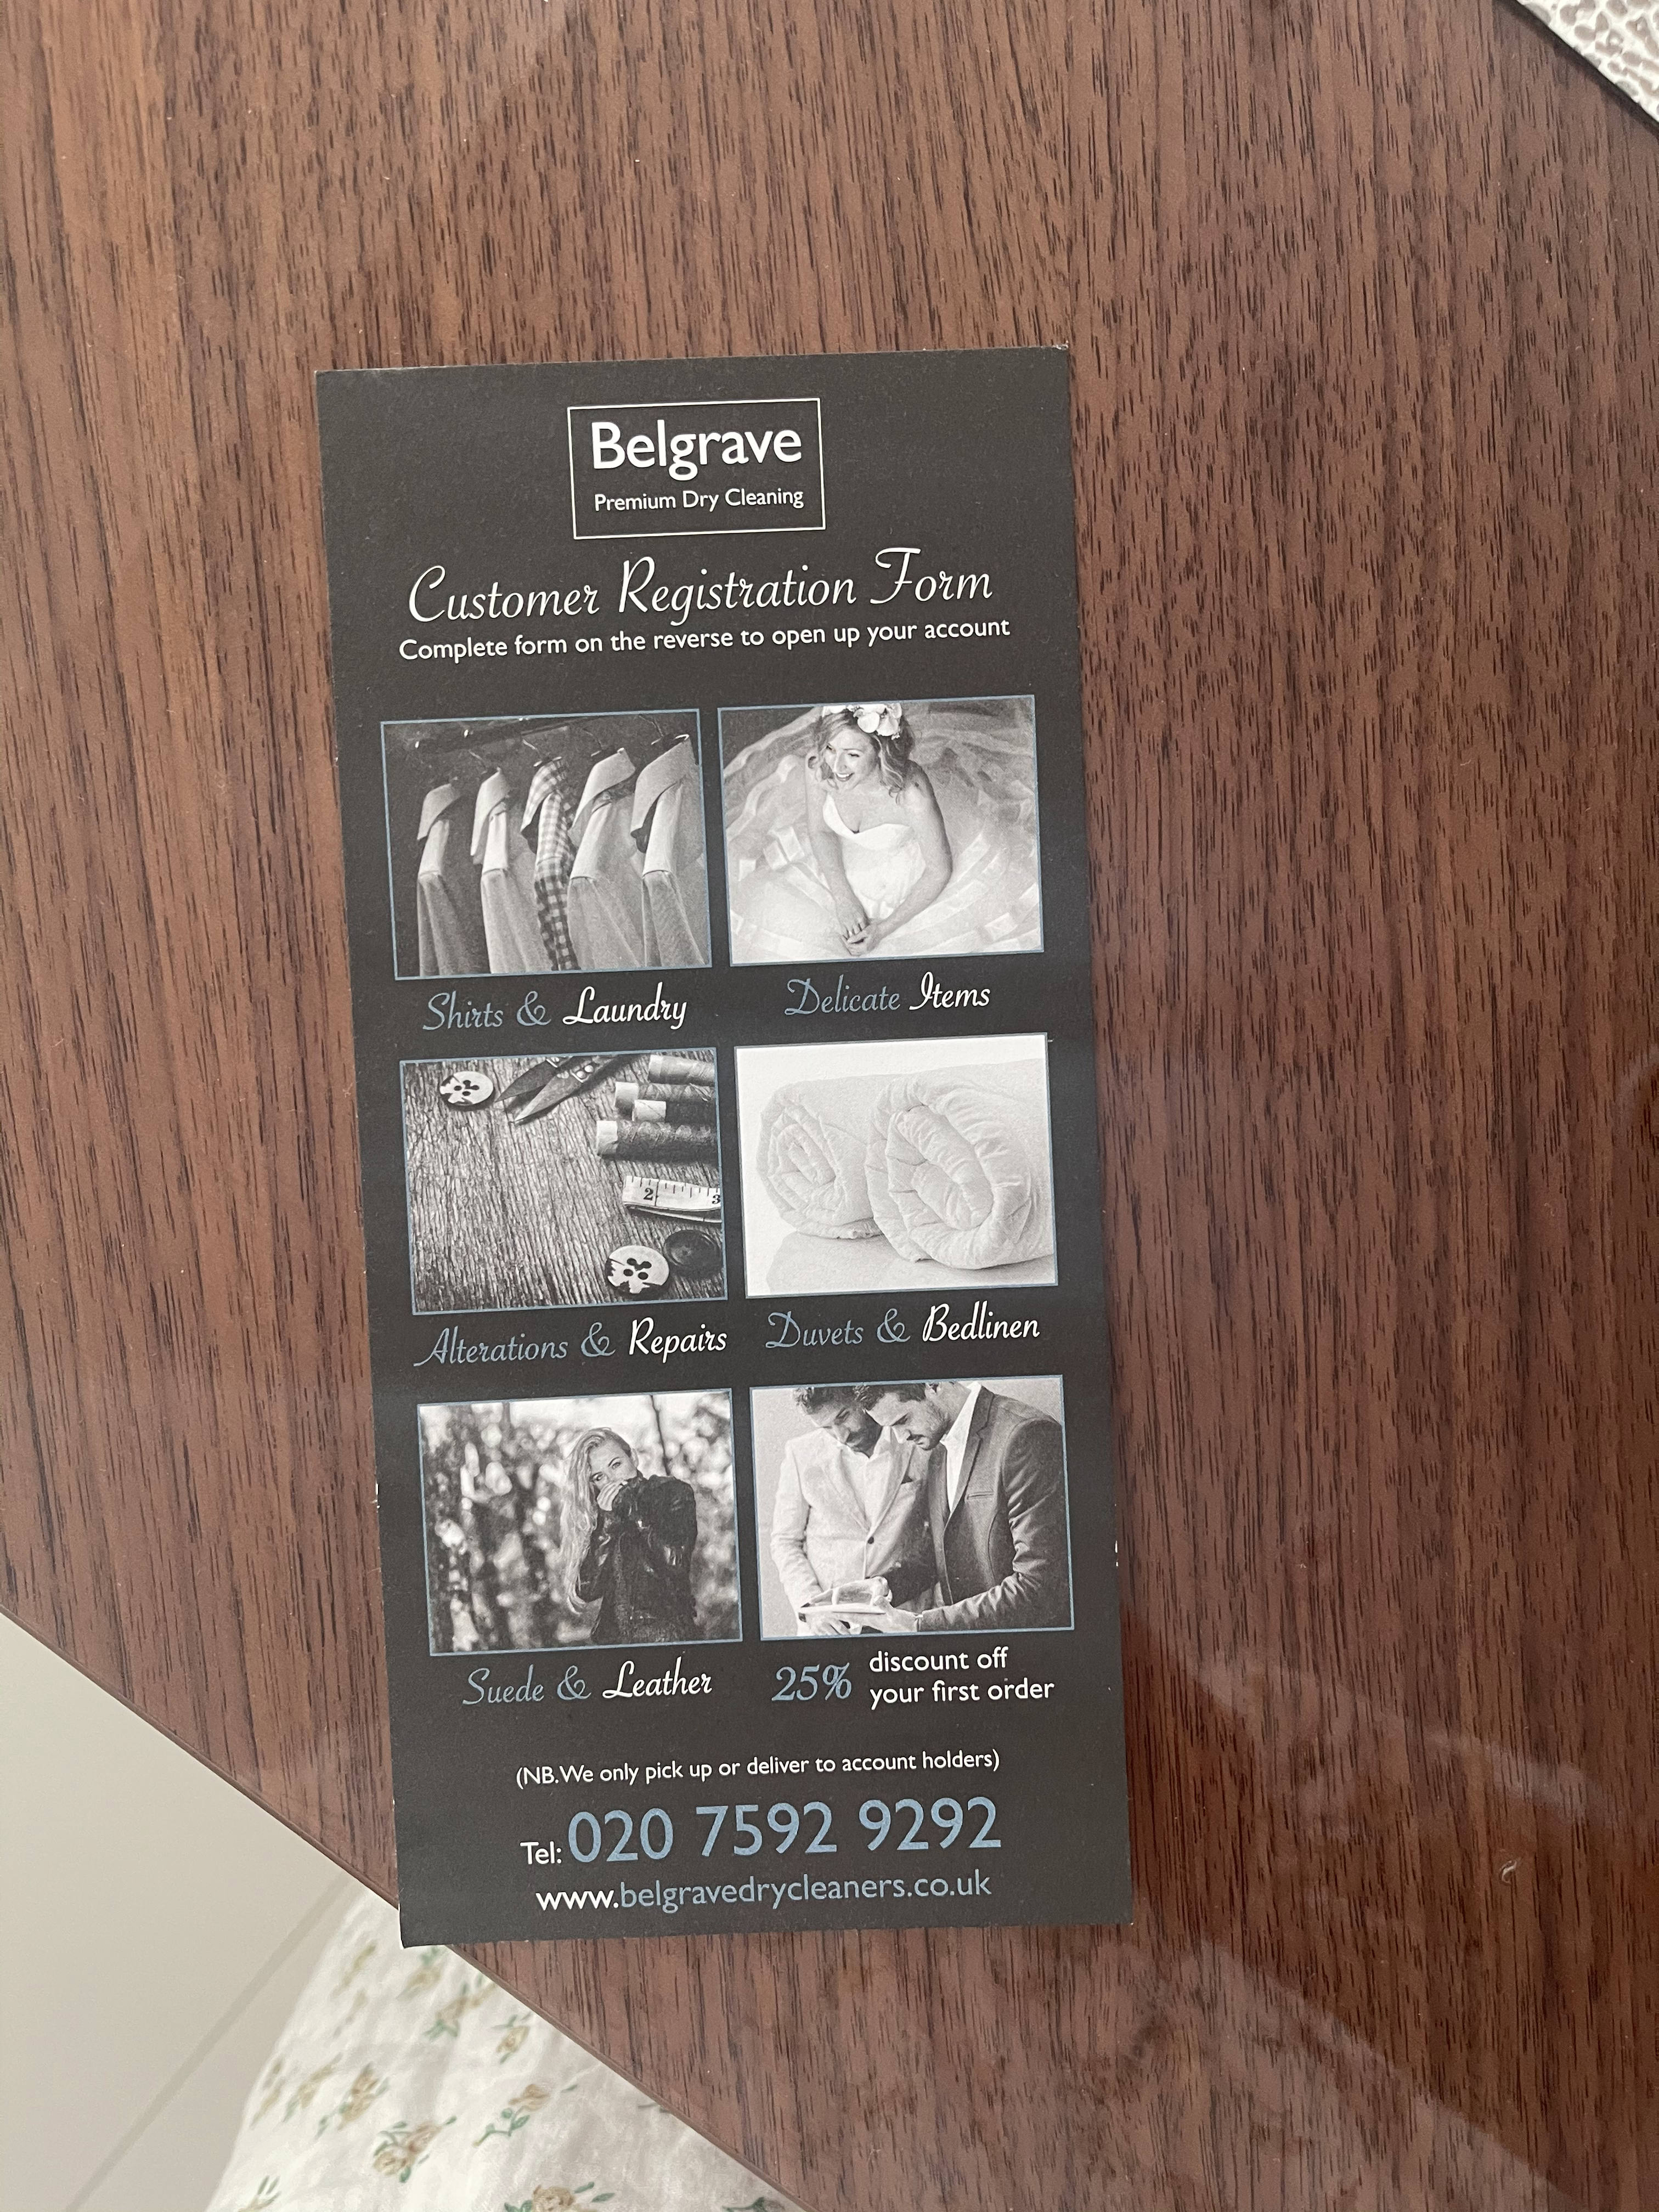 Belgrave
Premium Dry Cleaning
Customer Registration Form
Complete form on the reverse to open up your account
Shirts & Laundry
Delicate Items
2
3
Alterations & Repairs
Duvets & Bedlinen
Suede & Leather
25% discount off
your first order
(NB.We only pick up or deliver to account holders)
Tel: 020 7592 9292
www.belgravedrycleaners.co.uk